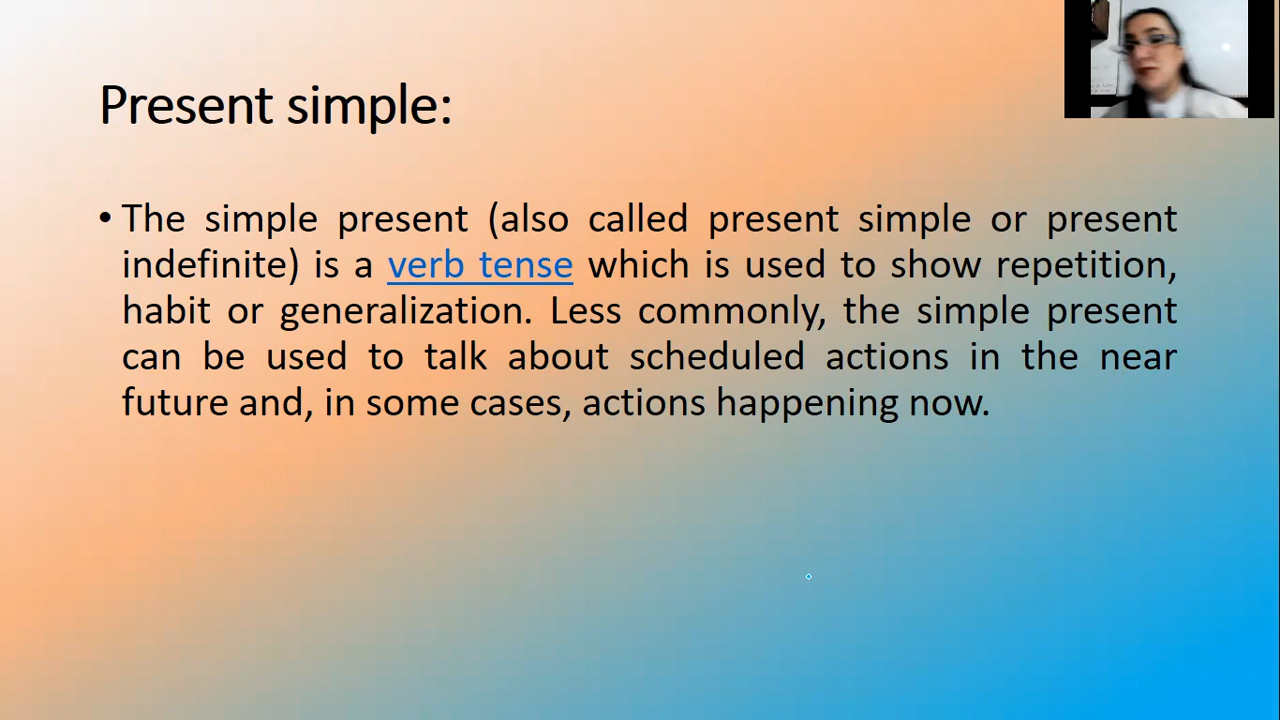 Present simple:
• The simple present (also called present simple or present
indefinite) is a verb tense which is used to show repetition,
habit or generalization. Less commonly, the simple present
can be used to talk about scheduled actions in the near
future and, in some cases, actions happening now.